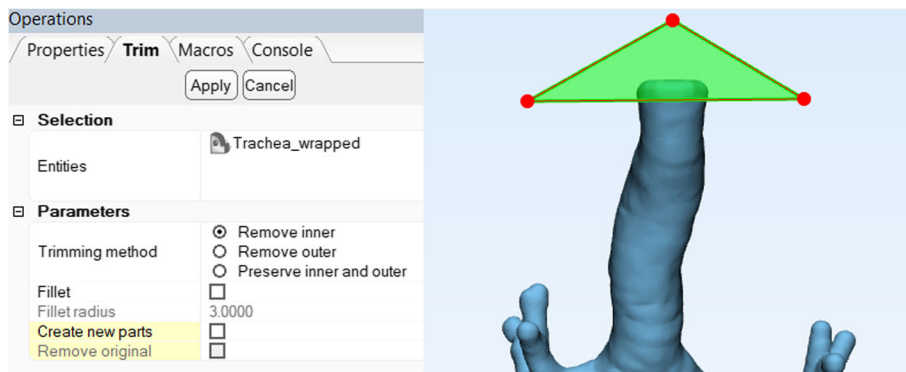 Operations
Properties Trim Macros Console
Apply Cancel
Selection
Entities Trachea_wrapped
Parameters
Trimming method Remove inner
Remove outer
Preserve inner and outer
Fillet
Fillet radius 3.0000
Create new parts
Remove original